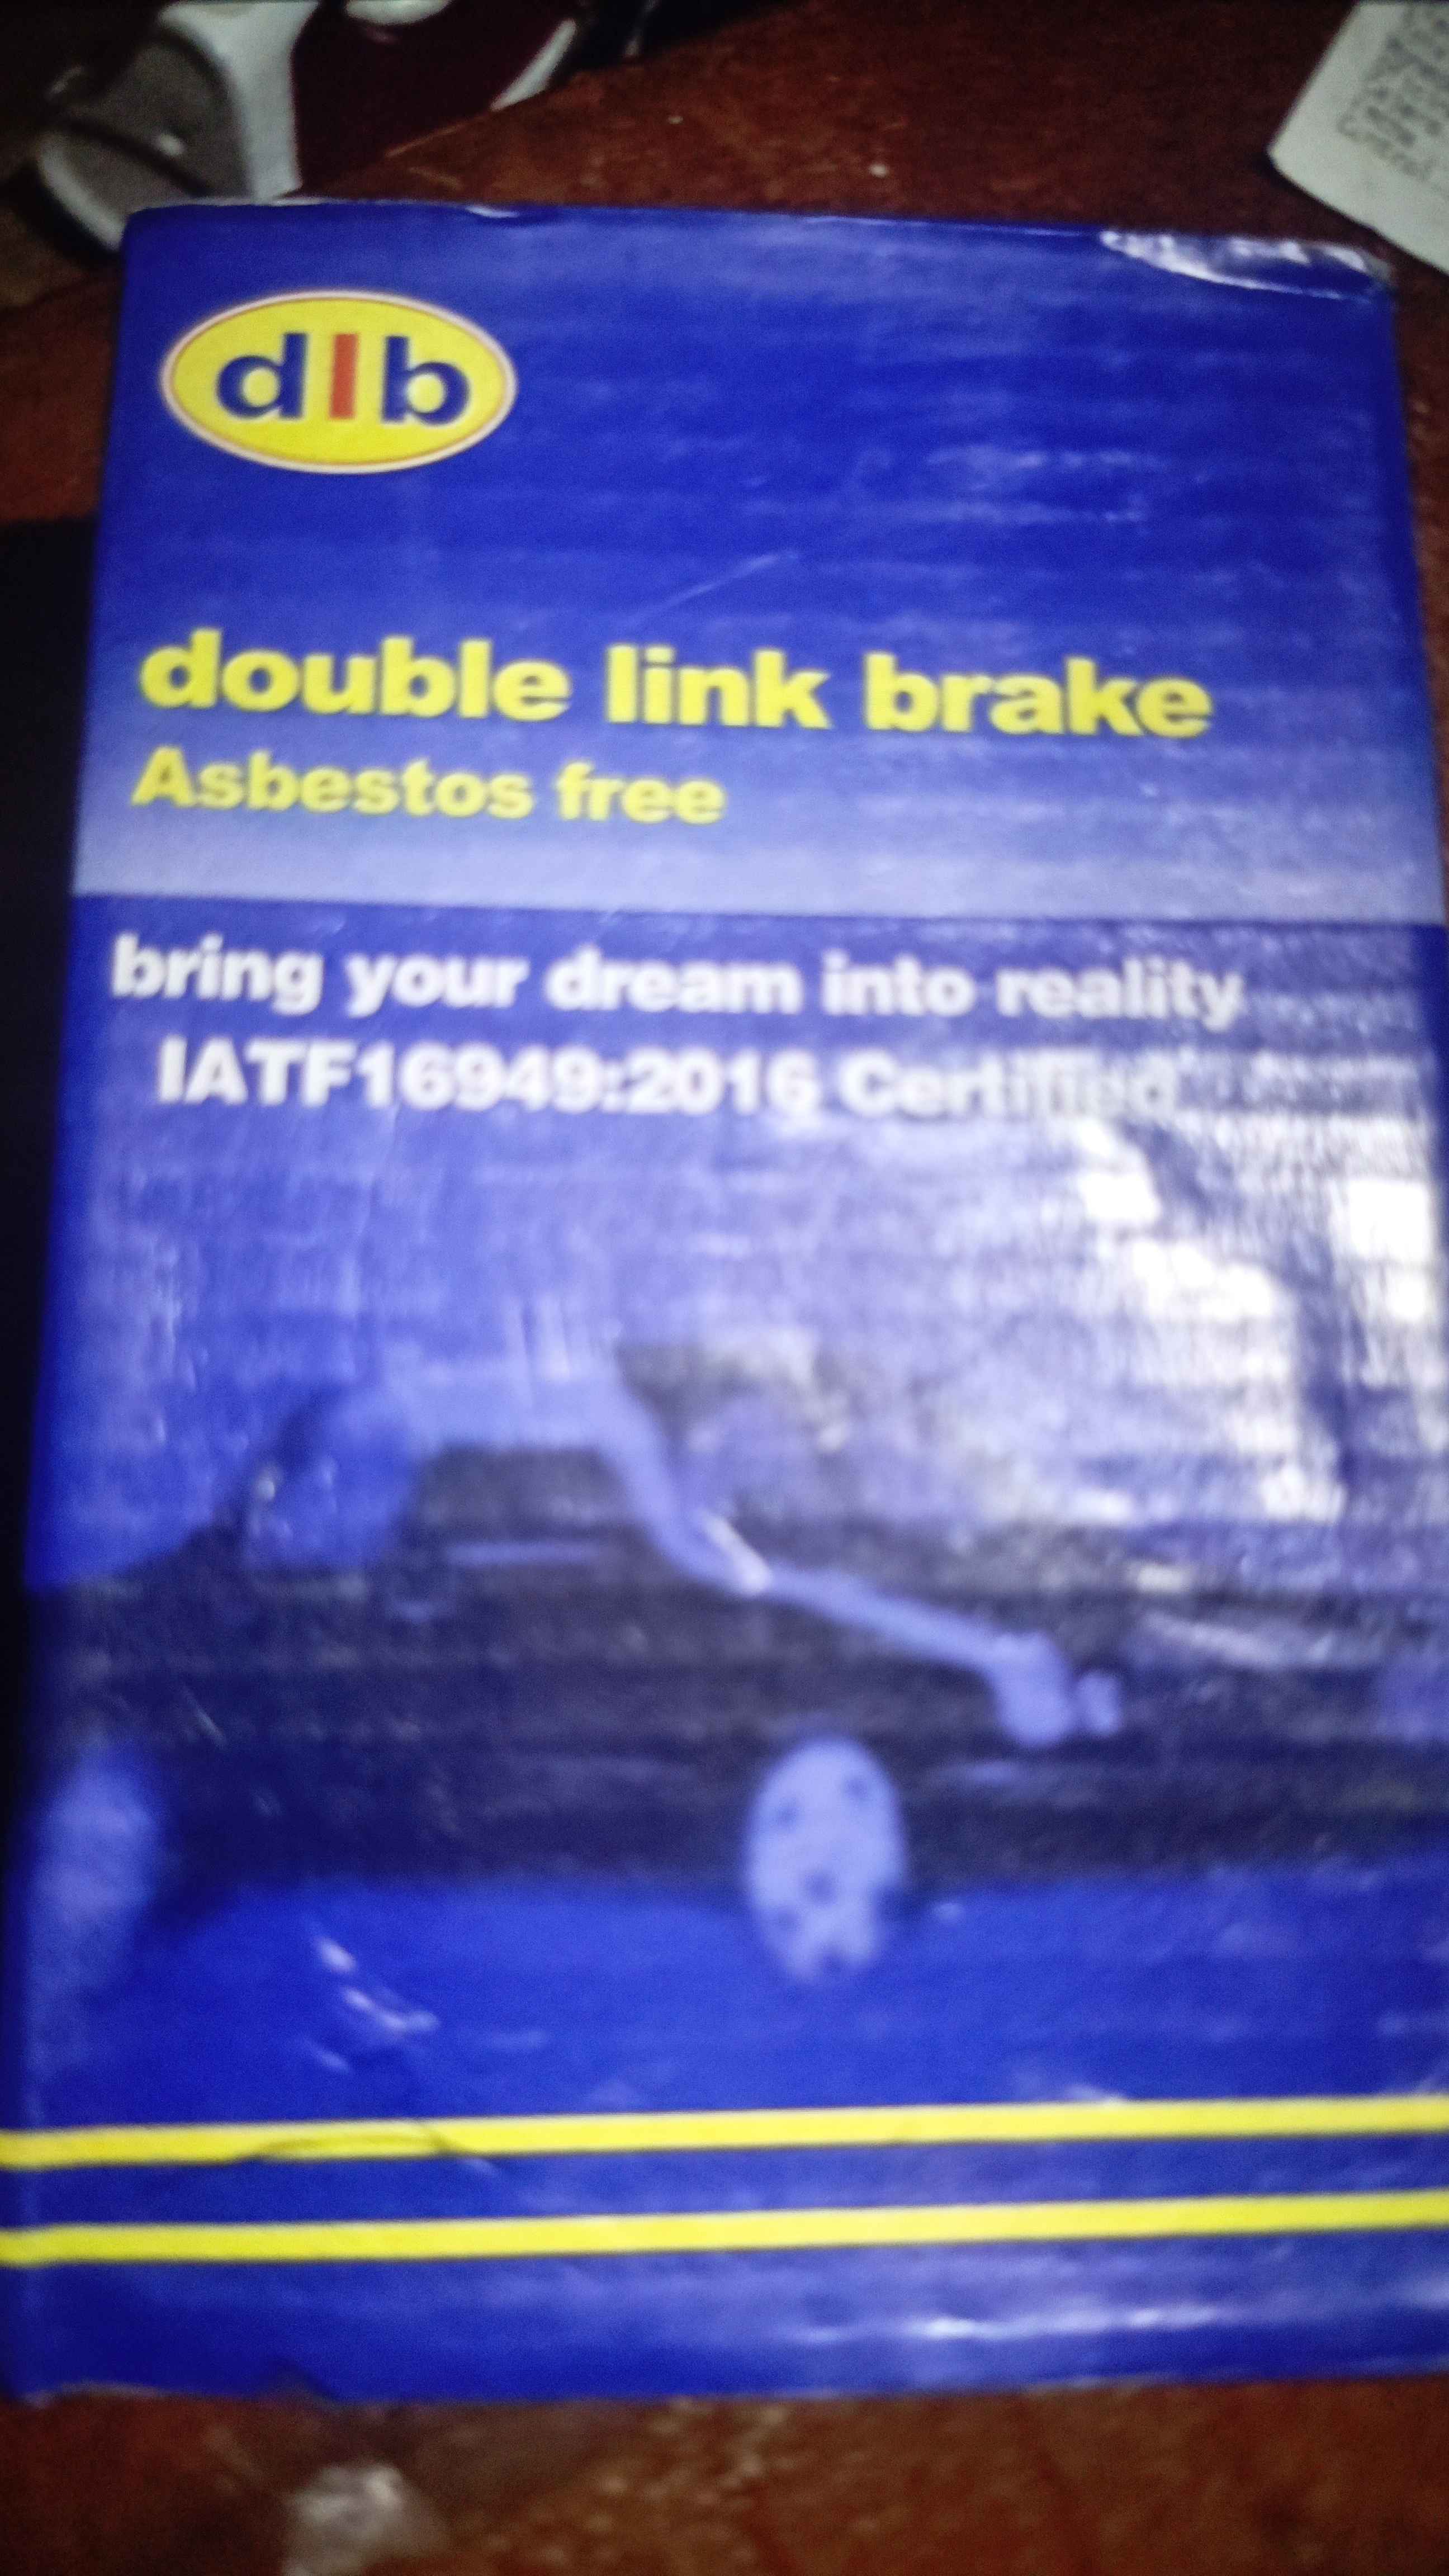 dlb
double link brake
Asbestos free
bring your dream into reality
IATF16949:2016 Certified